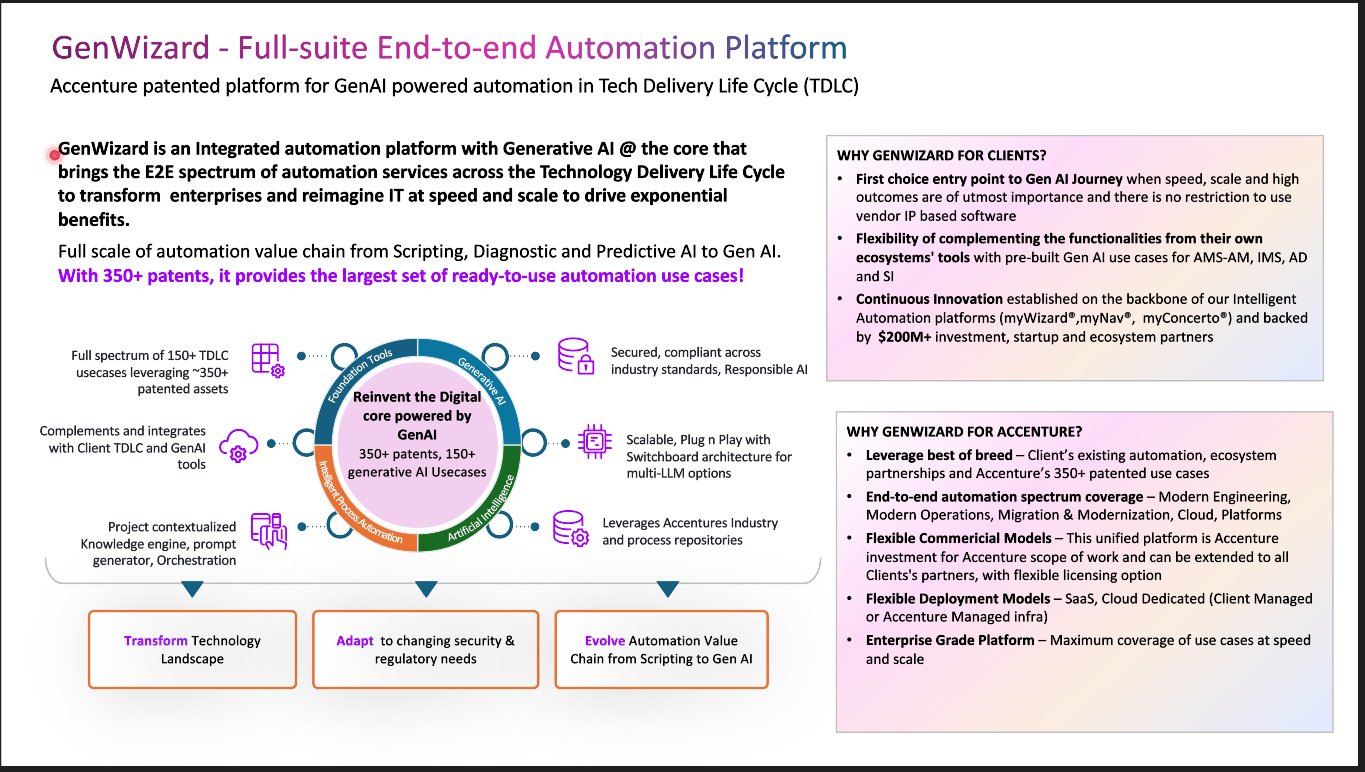 GenWizard - Full-suite End-to-end Automation Platform
Accenture patented platform for GenAI powered automation in Tech Delivery Life Cycle (TDLC)
GenWizard is an Integrated automation platform with Generative AI @ the core that
brings the E2E spectrum of automation services across the Technology Delivery Life Cycle
to transform enterprises and reimagine IT at speed and scale to drive exponential
benefits.
Full scale of automation value chain from Scripting, Diagnostic and Predictive AI to Gen AI.
With 350+ patents, it provides the largest set of ready-to-use automation use cases!
Full spectrum of 150+ TDLC
usecases leveraging ~350+
patented assets
Complements and integrates
with Client TDLC and GenAI
tools
Project contextualized
Knowledge engine, prompt
generator, Orchestration
Foundation Tools
Generative AI
Intelligent Process Automation
Artificial Intelligence
Reinvent the Digital
core powered by
GenAI
350+ patents, 150+
generative AI Usecases
Secured, compliant across
industry standards, Responsible AI
Scalable, Plug n Play with
Switchboard architecture for
multi-LLM options
Leverages Accentures Industry
and process repositories
Transform Technology
Landscape
Adapt to changing security &
regulatory needs
Evolve Automation Value
Chain from Scripting to Gen AI
WHY GENWIZARD FOR CLIENTS?
• First choice entry point to Gen AI Journey when speed, scale and high
outcomes are of utmost importance and there is no restriction to use
vendor IP based software
• Flexibility of complementing the functionalities from their own
ecosystems' tools with pre-built Gen AI use cases for AMS-AM, IMS, AD
and SI
• Continuous Innovation established on the backbone of our Intelligent
Automation platforms (myWizard®,myNav®, myConcerto®) and backed
by $200M+ investment, startup and ecosystem partners
WHY GENWIZARD FOR ACCENTURE?
• Leverage best of breed – Client’s existing automation, ecosystem
partnerships and Accenture’s 350+ patented use cases
• End-to-end automation spectrum coverage – Modern Engineering,
Modern Operations, Migration & Modernization, Cloud, Platforms
• Flexible Commericial Models – This unified platform is Accenture
investment for Accenture scope of work and can be extended to all
Clients's partners, with flexible licensing option
• Flexible Deployment Models – SaaS, Cloud Dedicated (Client Managed
or Accenture Managed infra)
• Enterprise Grade Platform – Maximum coverage of use cases at speed
and scale